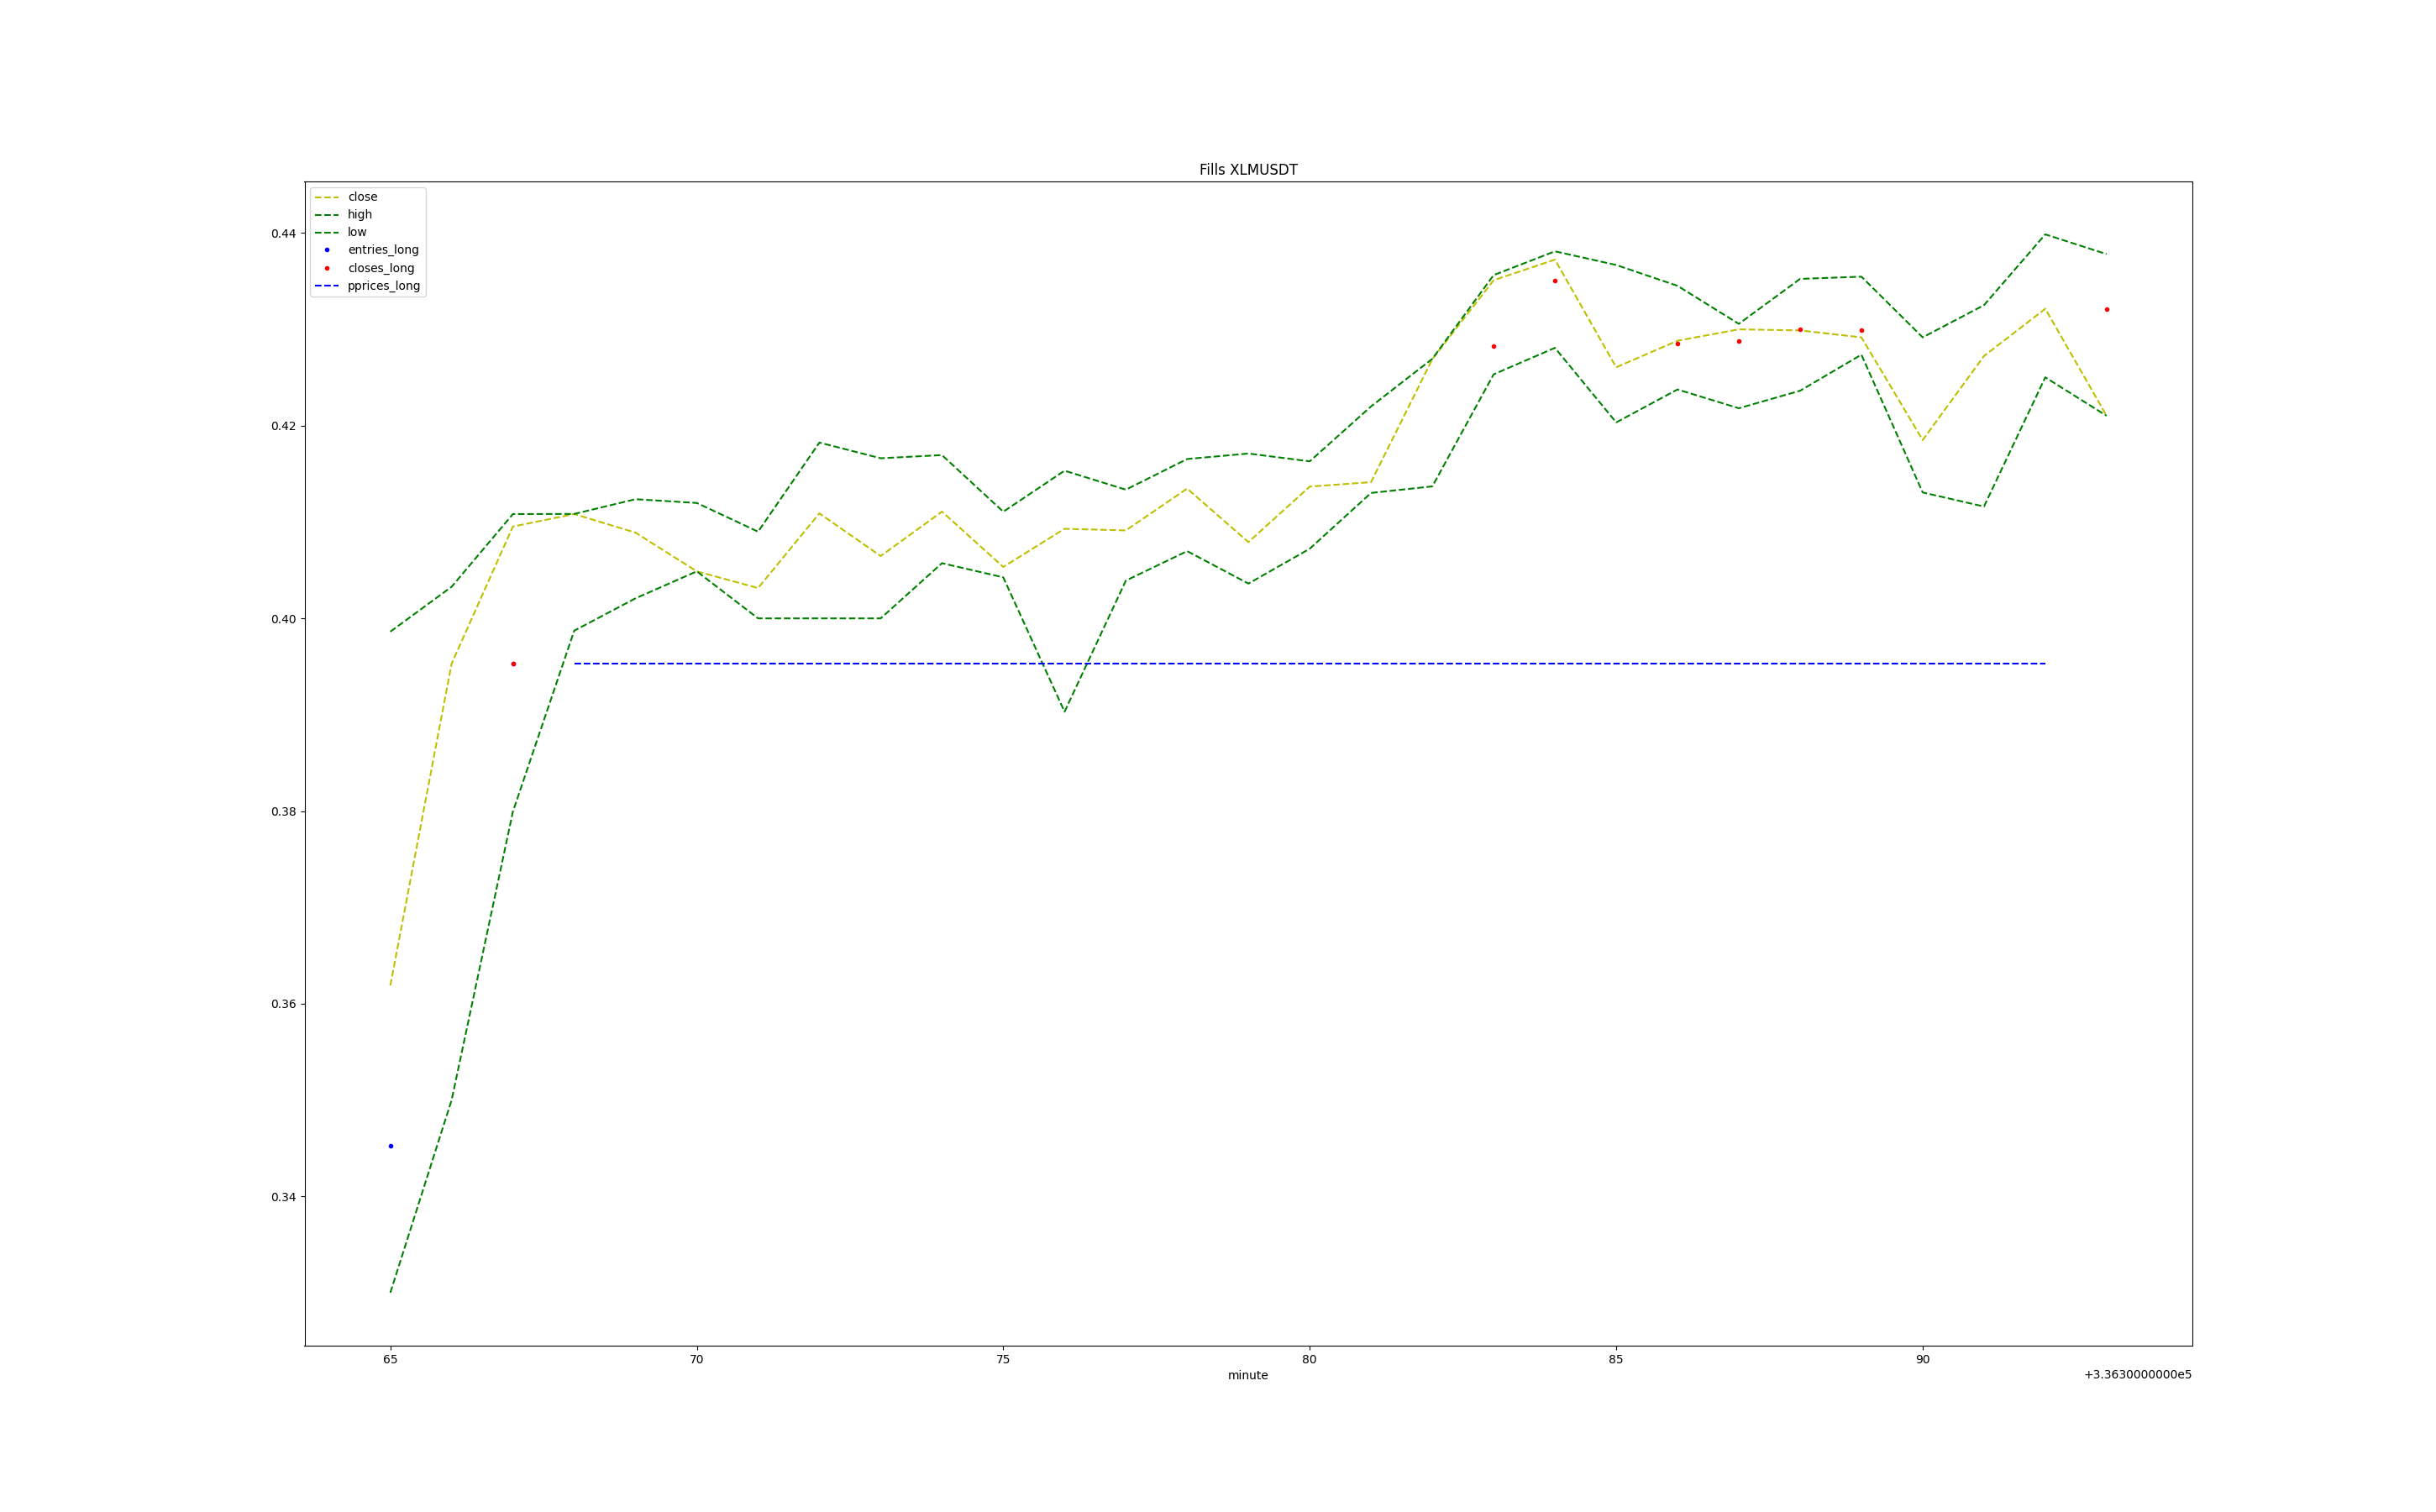 Fills XLMUSDT
close
high
low
entries_long
closes_long
pprices_long
0.44
0.42
0.40
0.38
0.36
0.34
65 70 75 80 85 90
minute
+3.3630000000e5